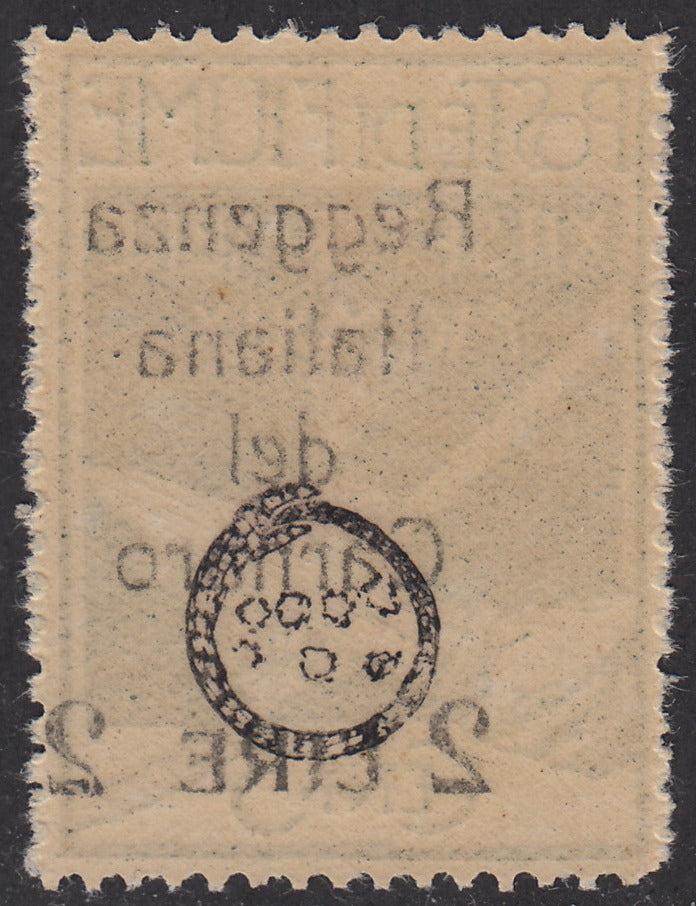 POSTE di FIUME
Reggenza
Italiana
del
Carnaro
2 LIRE 2